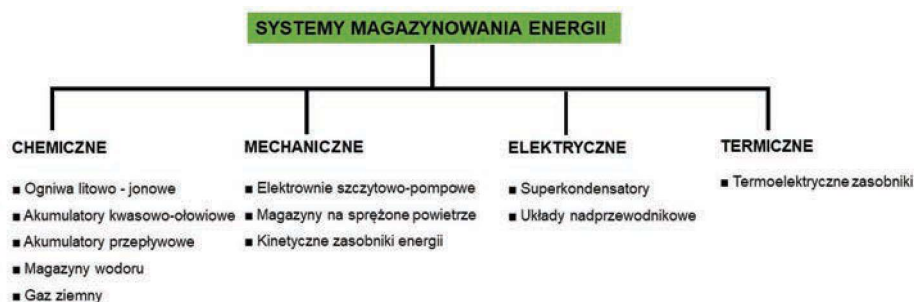 SYSTEMY MAGAZYNOWANIA ENERGII
CHEMICZNE
■ Ogniwa litowo - jonowe
■ Akumulatory kwasowo-ołowiowe
■ Akumulatory przepływowe
■ Magazyny wodoru
■ Gaz ziemny
MECHANICZNE
■ Elektrownie szczytowo-pompowe
■ Magazyny na sprężone powietrze
■ Kinetyczne zasobniki energii
ELEKTRYCZNE
■ Superkondensatory
■ Układy nadprzewodnikowe
TERMICZNE
■ Termoelektryczne zasobniki